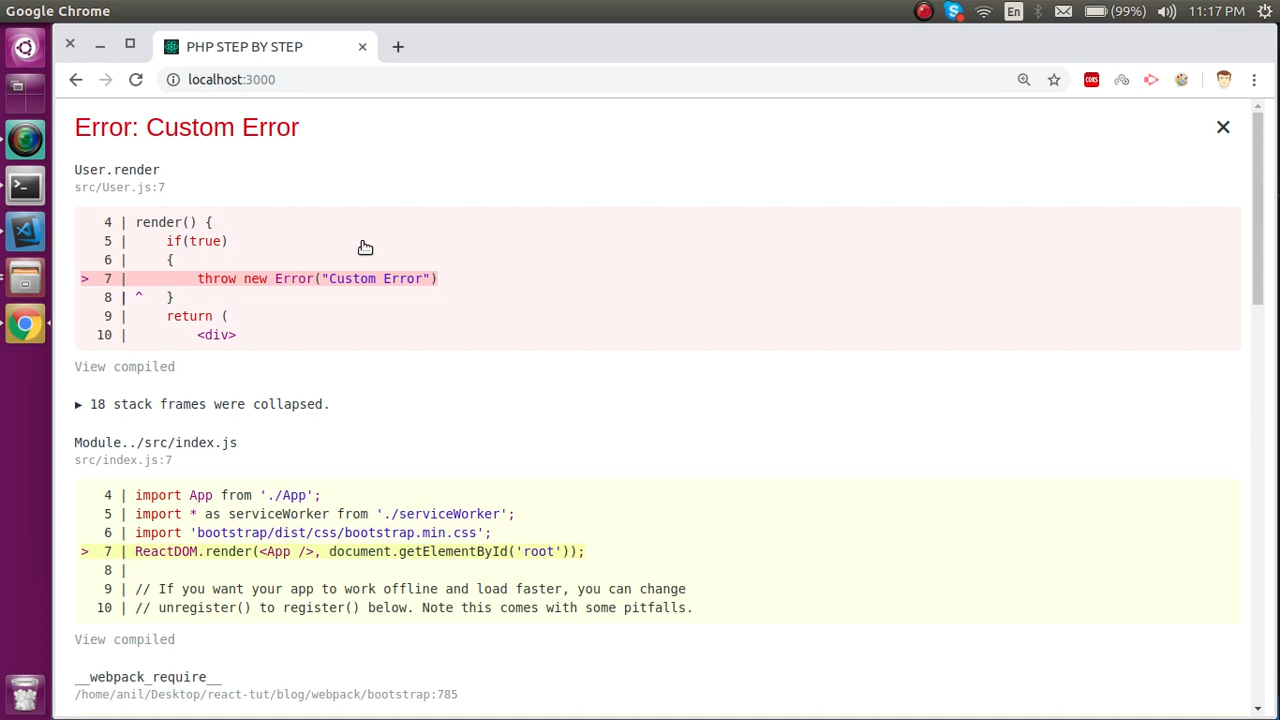 Google Chrome
En
(99%)
11:17 PM
PHP STEP BY STEP
localhost:3000
CORS
Error: Custom Error
User.render
src/User.js:7
4 | render() {
5 |     if(true)
6 |     {
> 7 |         throw new Error("Custom Error")
8 | ^   }
9 |     return (
10 |         <div>
View compiled
▶ 18 stack frames were collapsed.
Module../src/index.js
src/index.js:7
4 | import App from './App';
5 | import * as serviceWorker from './serviceWorker';
6 | import 'bootstrap/dist/css/bootstrap.min.css';
> 7 | ReactDOM.render(<App />, document.getElementById('root'));
8 |
9 | // If you want your app to work offline and load faster, you can change
10 | // unregister() to register() below. Note this comes with some pitfalls.
View compiled
__webpack_require__
/home/anil/Desktop/react-tut/blog/webpack/bootstrap:785